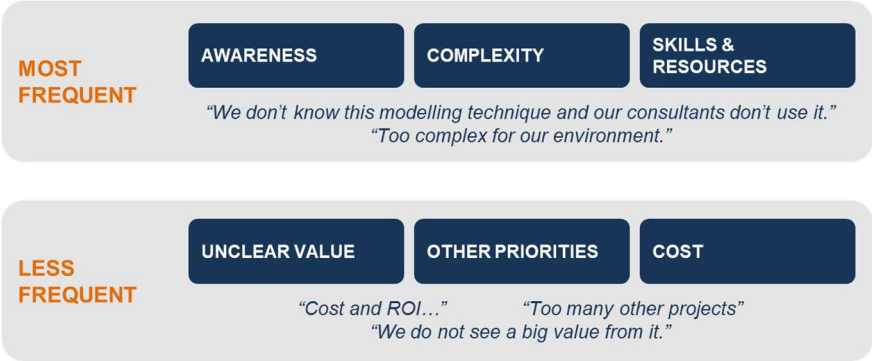 MOST
FREQUENT
AWARENESS
COMPLEXITY
SKILLS &
RESOURCES
“We don’t know this modelling technique and our consultants don’t use it.”
“Too complex for our environment.”
LESS
FREQUENT
UNCLEAR VALUE
OTHER PRIORITIES
COST
“Cost and ROI…”
“Too many other projects”
“We do not see a big value from it.”